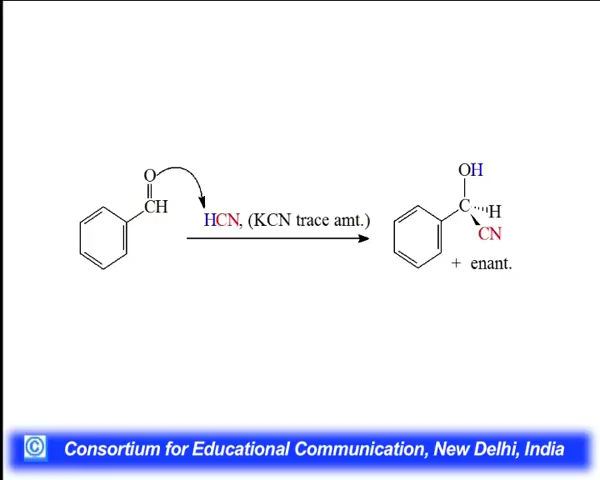 O
CH
HCN, (KCN trace amt.)
OH
C
H
CN
+ enant.
© Consortium for Educational Communication, New Delhi, India